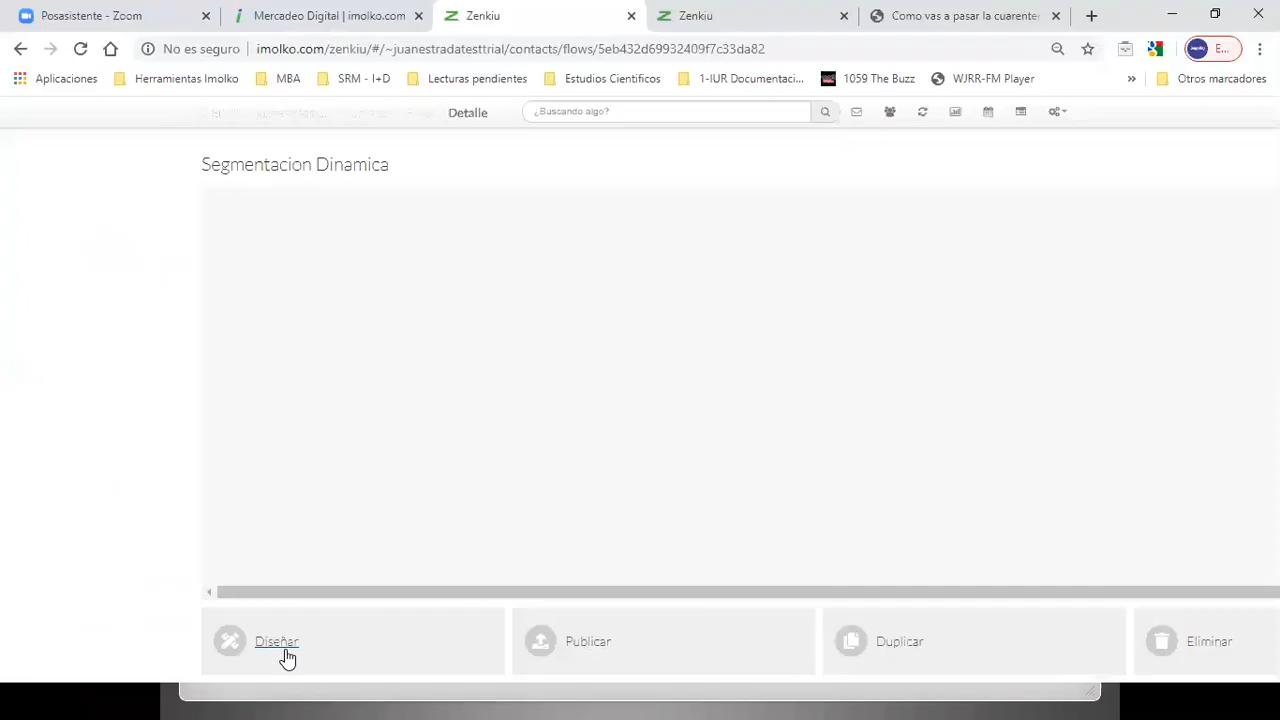 Posasistente - Zoom
Mercadeo Digital | imolko.com
Zenkiu
Zenkiu
Como vas a pasar la cuarente
No es seguro
imolko.com/zenkiu/#/~juanestradatesttrial/contacts/flows/5eb432d69932409f7c33da82
E...
Aplicaciones
Herramientas Imolko
MBA
SRM - I+D
Lecturas pendientes
Estudios Cientificos
1-IUR Documentaci...
1059 The Buzz
WJRR-FM Player
»
Otros marcadores
Detalle
¿Buscando algo?
Segmentacion Dinamica
Diseñar
Publicar
Duplicar
Eliminar